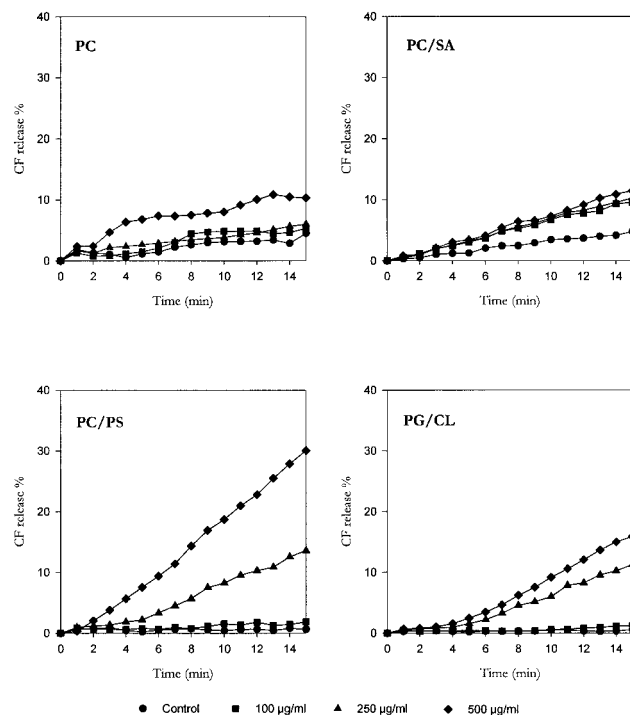 PC
40
30
20
10
0
CF release %
0 2 4 6 8 10 12 14
Time (min)
PC/SA
40
30
20
10
0
CF release %
0 2 4 6 8 10 12 14
Time (min)
PC/PS
40
30
20
10
0
CF release %
0 2 4 6 8 10 12 14
Time (min)
PG/CL
40
30
20
10
0
CF release %
0 2 4 6 8 10 12 14
Time (min)
Control 100 µg/ml 250 µg/ml 500 µg/ml